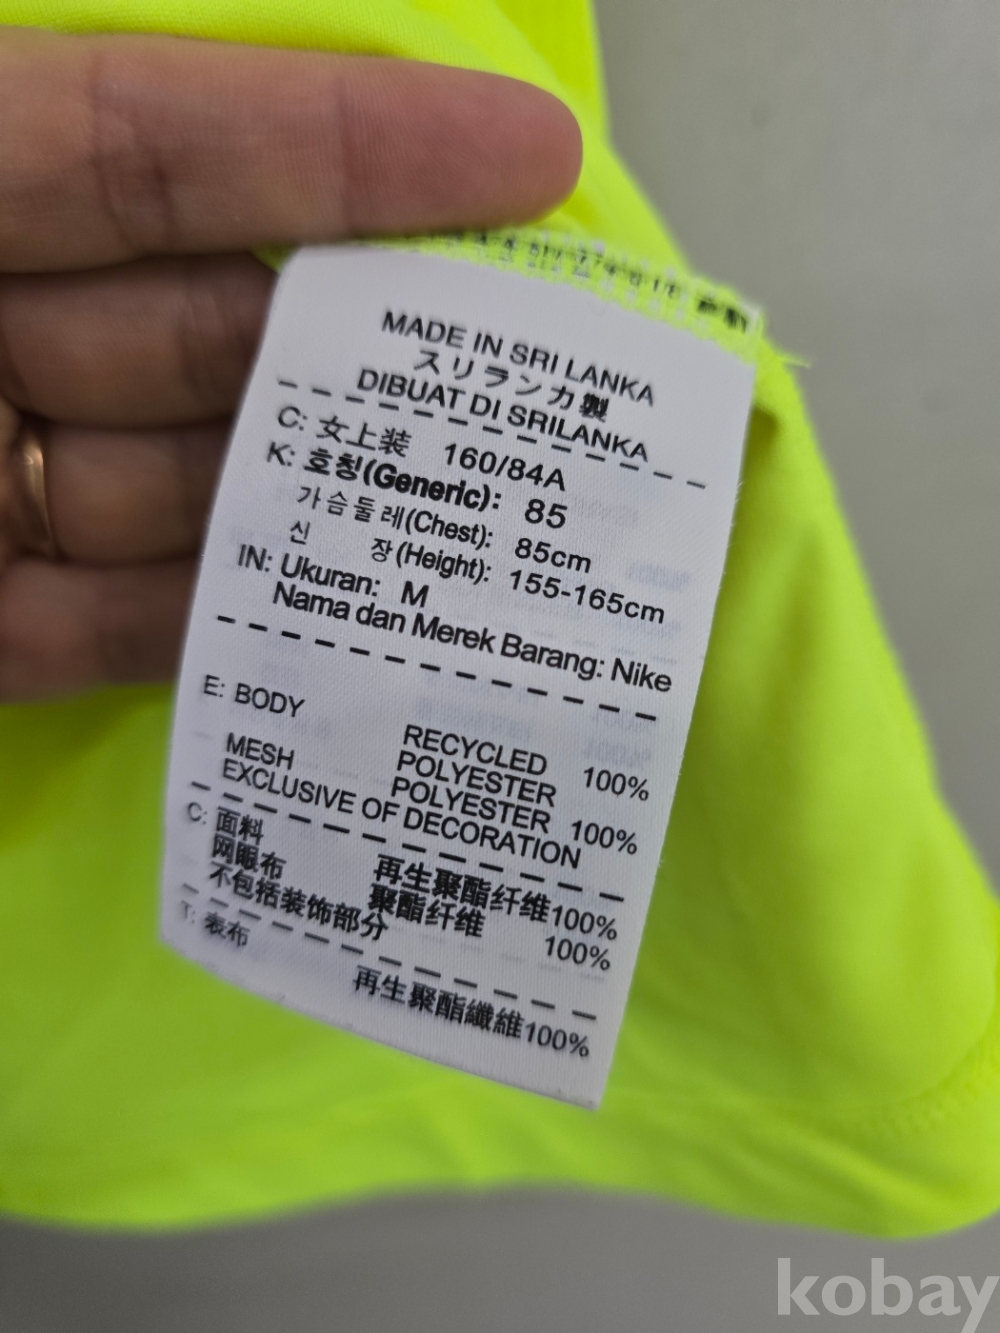 MADE IN SRI LANKA
スリランカ製
DIBUAT DI SRILANKA
C: 女上装 160/84A
K: 호칭(Generic): 85
가슴둘레(Chest): 85cm
신 장(Height): 155-165cm
IN: Ukuran: M
Nama dan Merek Barang: Nike
E: BODY
RECYCLED
POLYESTER 100%
MESH POLYESTER 100%
EXCLUSIVE OF DECORATION
C: 面料 再生聚酯纤维100%
网眼布 聚酯纤维 100%
不包括装饰部分
T: 表布 再生聚酯纖維100%
kobay